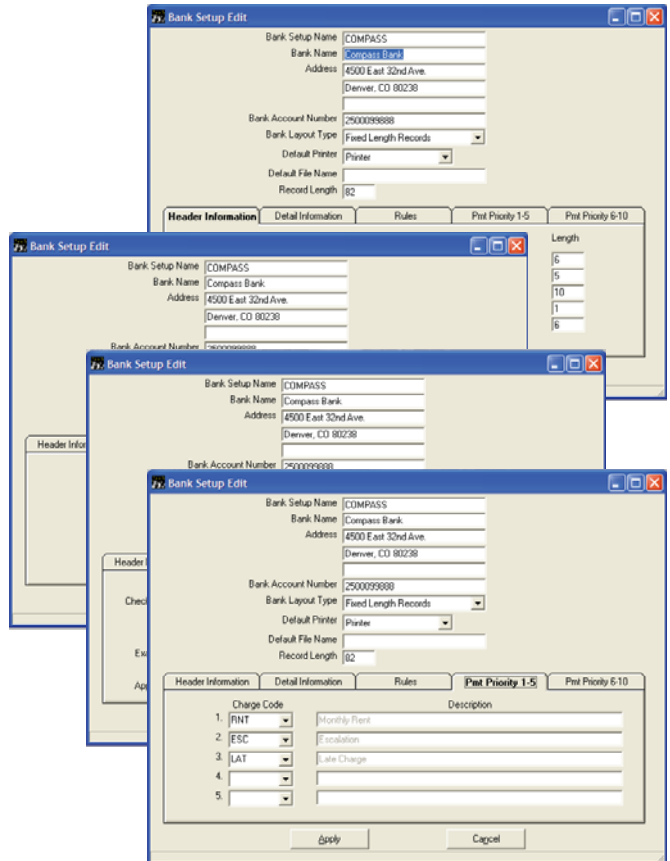 Bank Setup Edit
Bank Setup Name COMPASS
Bank Name Compass Bank
Address 4500 East 32nd Ave.
Denver, CO 80238
Bank Account Number 2500099888
Bank Layout Type Fixed Length Records
Default Printer Printer
Default File Name
Record Length 82
Header Information Detail Information Rules Pmt Priority 1-5 Pmt Priority 6-10
Length
6
5
10
1
6
Bank Setup Edit
Bank Setup Name COMPASS
Bank Name Compass Bank
Address 4500 East 32nd Ave.
Denver, CO 80238
Bank Account Number 2500099888
Header Infor
Bank Setup Edit
Bank Setup Name COMPASS
Bank Name Compass Bank
Address 4500 East 32nd Ave.
Denver, CO 80238
Bank Account Number 2500099888
Header I
Check
Exa
App
Bank Setup Edit
Bank Setup Name COMPASS
Bank Name Compass Bank
Address 4500 East 32nd Ave.
Denver, CO 80238
Bank Account Number 2500099888
Bank Layout Type Fixed Length Records
Default Printer Printer
Default File Name
Record Length 82
Header Information Detail Information Rules Pmt Priority 1-5 Pmt Priority 6-10
Charge Code Description
1. RNT Monthly Rent
2. ESC Escalation
3. LAT Late Charge
4.
5.
Apply Cancel